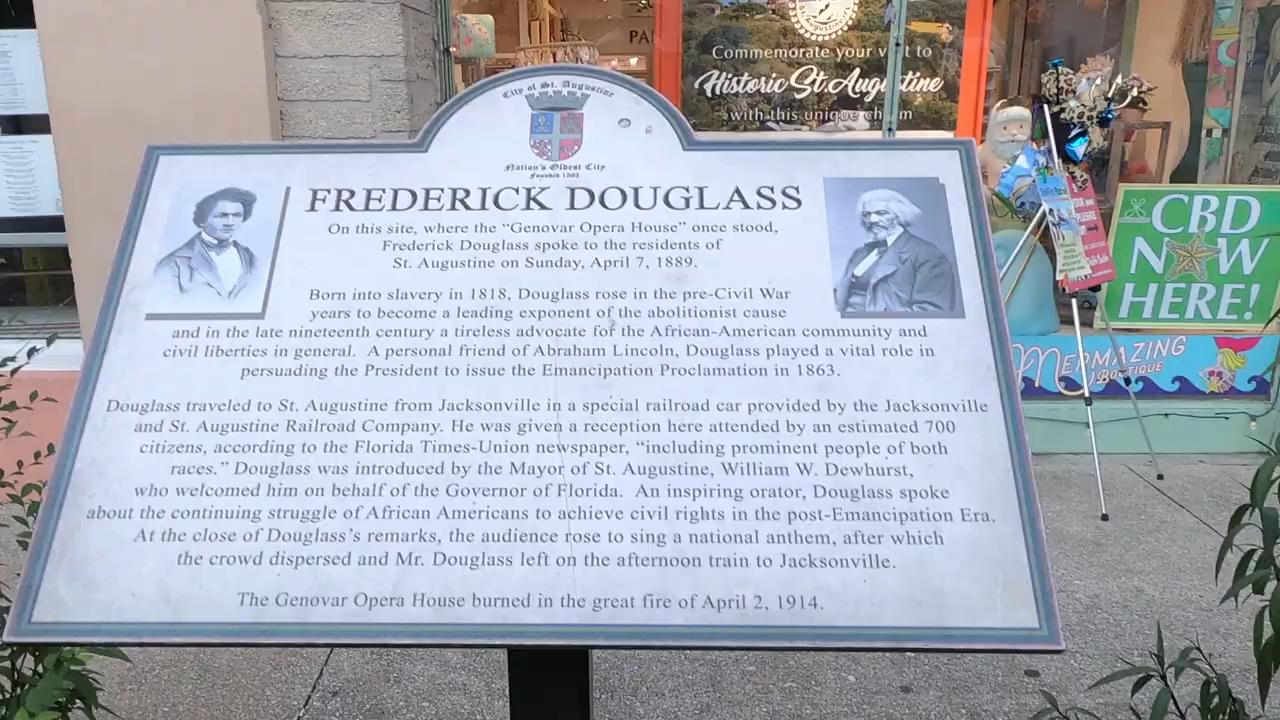 City of St. Augustine
Nation's Oldest City
Founded 1565
FREDERICK DOUGLASS
On this site, where the “Genovar Opera House” once stood,
Frederick Douglass spoke to the residents of
St. Augustine on Sunday, April 7, 1889.
Born into slavery in 1818, Douglass rose in the pre-Civil War
years to become a leading exponent of the abolitionist cause
and in the late nineteenth century a tireless advocate for the African-American community and
civil liberties in general. A personal friend of Abraham Lincoln, Douglass played a vital role in
persuading the President to issue the Emancipation Proclamation in 1863.
Douglass traveled to St. Augustine from Jacksonville in a special railroad car provided by the Jacksonville
and St. Augustine Railroad Company. He was given a reception here attended by an estimated 700
citizens, according to the Florida Times-Union newspaper, “including prominent people of both
races.” Douglass was introduced by the Mayor of St. Augustine, William W. Dewhurst,
who welcomed him on behalf of the Governor of Florida. An inspiring orator, Douglass spoke
about the continuing struggle of African Americans to achieve civil rights in the post-Emancipation Era.
At the close of Douglass's remarks, the audience rose to sing a national anthem, after which
the crowd dispersed and Mr. Douglass left on the afternoon train to Jacksonville.
The Genovar Opera House burned in the great fire of April 2, 1914.
Commemorate your visit to
Historic St. Augustine
with this unique charm
CBD
NOW
HERE!
MERMAZING
BOUTIQUE